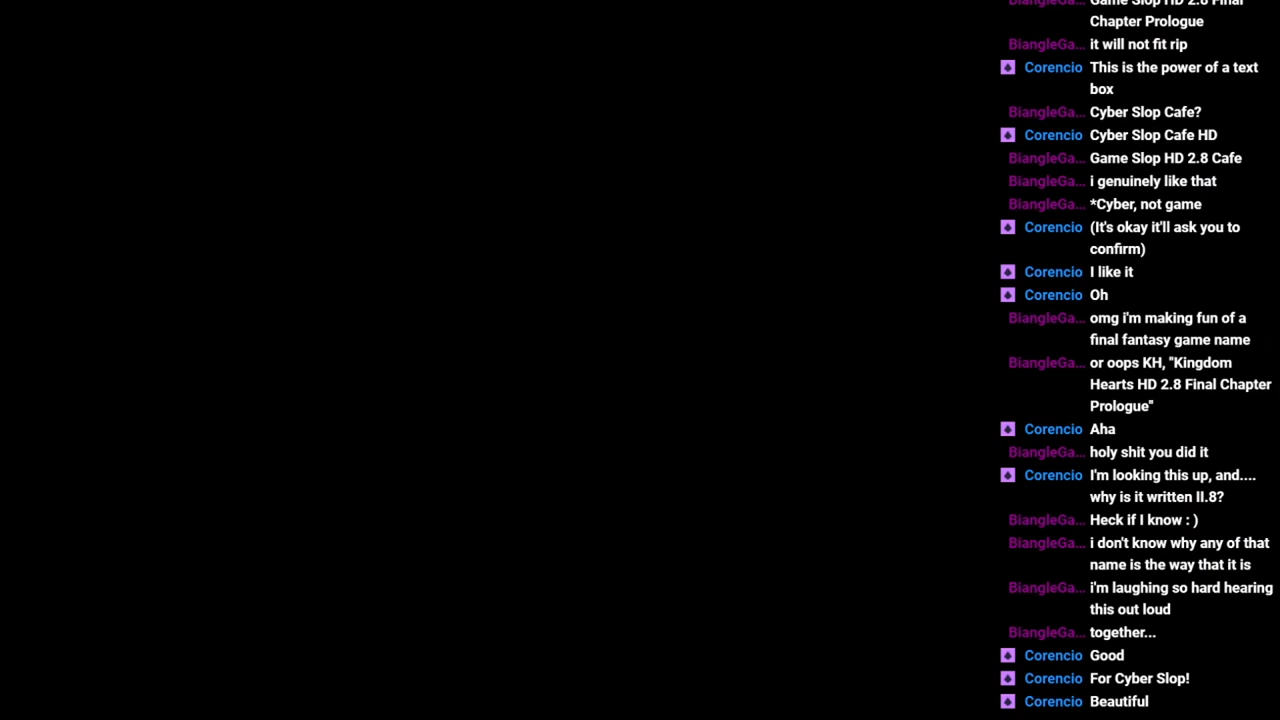 BiangleGa... Game Slop HD 2.8 Final
Chapter Prologue
BiangleGa... it will not fit rip
Corencio This is the power of a text
box
BiangleGa... Cyber Slop Cafe?
Corencio Cyber Slop Cafe HD
BiangleGa... Game Slop HD 2.8 Cafe
BiangleGa... i genuinely like that
BiangleGa... *Cyber, not game
Corencio (It's okay it'll ask you to
confirm)
Corencio I like it
Corencio Oh
BiangleGa... omg i'm making fun of a
final fantasy game name
BiangleGa... or oops KH, "Kingdom
Hearts HD 2.8 Final Chapter
Prologue"
Corencio Aha
BiangleGa... holy shit you did it
Corencio I'm looking this up, and....
why is it written II.8?
BiangleGa... Heck if I know : )
BiangleGa... i don't know why any of that
name is the way that it is
BiangleGa... i'm laughing so hard hearing
this out loud
BiangleGa... together...
Corencio Good
Corencio For Cyber Slop!
Corencio Beautiful